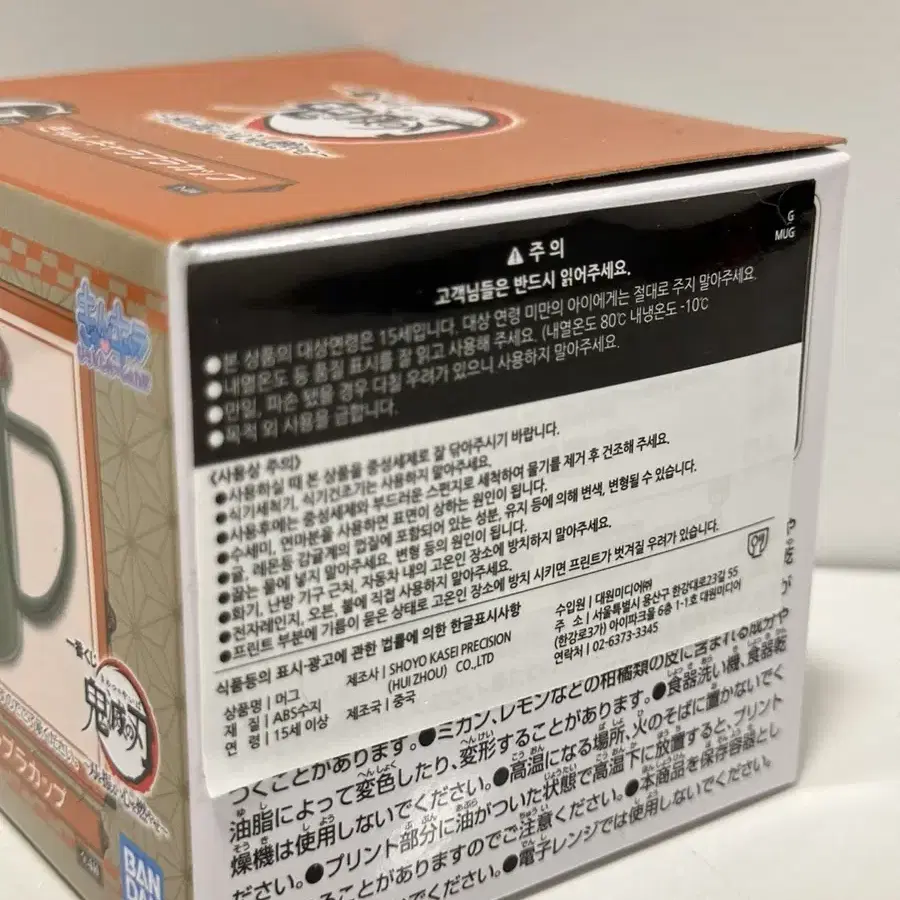 鬼滅の刃
G
MUG
주 의
고객님들은 반드시 읽어주세요.
●본 상품의 대상연령은 15세입니다. 대상 연령 미만의 아이에게는 절대로 주지 말아주세요.
●내열온도 등 품질 표시를 잘 읽고 사용해 주세요. (내열온도 80℃ 내냉온도 -10℃
●만일, 파손 됐을 경우 다칠 우려가 있으니 사용하지 말아주세요.
●목적 외 사용을 금합니다.
《사용상 주의》
●사용하실 때 본 상품을 중성세제로 잘 닦아주시기 바랍니다.
●식기세척기, 식기건조기는 사용하지 말아주세요.
●사용후에는 중성세제와 부드러운 스펀지로 세척하여 물기를 제거 후 건조해 주세요.
●수세미, 연마분을 사용하면 표면이 상하는 원인이 됩니다.
●귤, 레몬등 감귤계의 껍질에 포함되어 있는 성분, 유지 등에 의해 변색, 변형될 수 있습니다.
●끓는 물에 넣지 말아주세요. 변형 등의 원인이 됩니다.
●화기, 난방 기구 근처, 자동차 내의 고온인 장소에 방치하지 말아주세요.
●전자레인지, 오븐, 불에 직접 사용하지 말아주세요.
●프린트 부분에 기름이 묻은 상태로 고온인 장소에 방치 시키면 프린트가 벗겨질 우려가 있습니다.
식품등의 표시·광고에 관한 법률에 의한 한글표시사항
상품명 | 머그
재 질 | ABS수지
연 령 | 15세 이상
제조사 | SHOYO KASEI PRECISION
(HUI ZHOU) CO.,LTD
제조국 | 중국
수입원 | 대원미디어㈜
주 소 | 서울특별시 용산구 한강대로23길 55
(한강로3가) 아이파크몰 6층 1-1호 대원미디어
연락처 | 02-6373-3345
つくことがあります。●ミカン、レモンなどの柑橘類の皮に含まれる成分や
油脂によって変色したり、変形することがあります。●食器洗い機、食器乾
燥機は使用しないでください。●高温になる場所、火のそばに置かないでく
ださい。●プリント部分に油がついた状態で高温下に放置すると、プリント
ることがありますのでご注意ください。●本商品を保存容器とし
ください。●電子レンジでは使用しないでください。
一番くじ
鬼滅の刃
BAN
DA